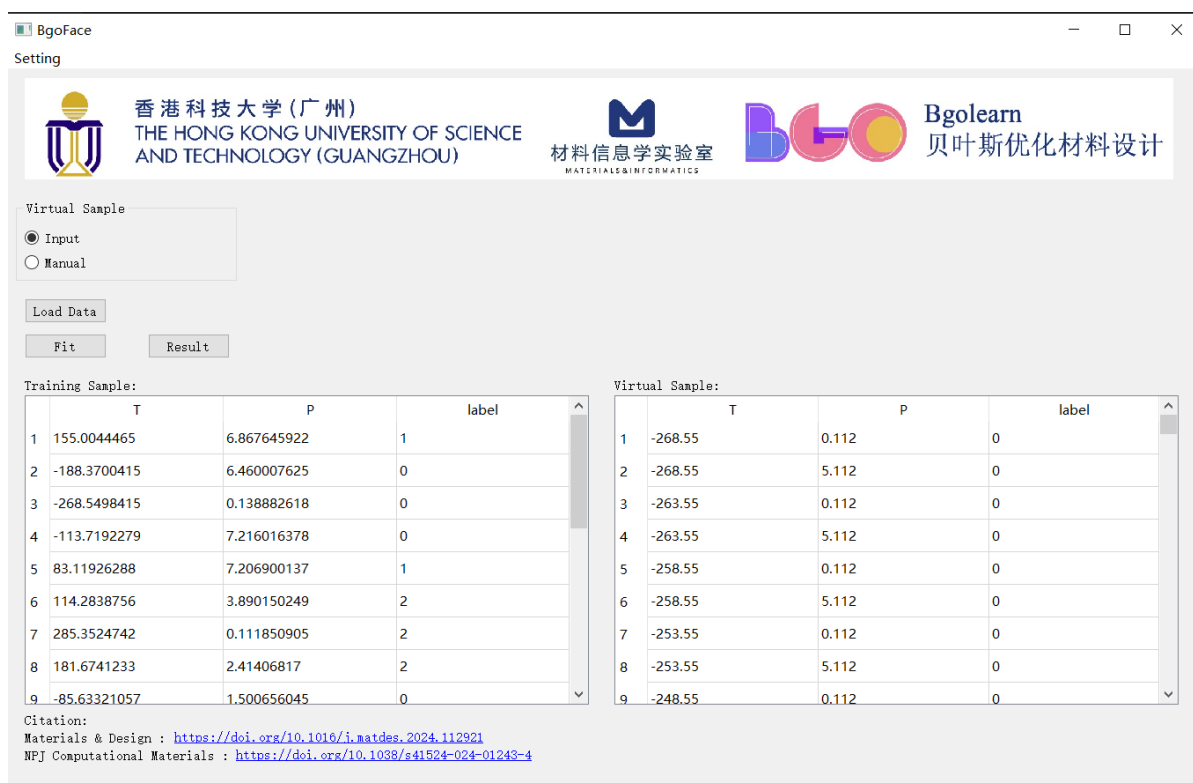 BgoFace
Setting
香港科技大学(广州)
THE HONG KONG UNIVERSITY OF SCIENCE
AND TECHNOLOGY (GUANGZHOU)
材料信息学实验室
MATERIALS&INFORMATICS
BGO
Bgolearn
贝叶斯优化材料设计
Virtual Sample
Input
Manual
Load Data
Fit Result
Training Sample:
T P label
1 155.0044465 6.867645922 1
2 -188.3700415 6.460007625 0
3 -268.5498415 0.138882618 0
4 -113.7192279 7.216016378 0
5 83.11926288 7.206900137 1
6 114.2838756 3.890150249 2
7 285.3524742 0.111850905 2
8 181.6741233 2.41406817 2
9 -85.63321057 1.500656045 0
Virtual Sample:
T P label
1 -268.55 0.112 0
2 -268.55 5.112 0
3 -263.55 0.112 0
4 -263.55 5.112 0
5 -258.55 0.112 0
6 -258.55 5.112 0
7 -253.55 0.112 0
8 -253.55 5.112 0
9 -248.55 0.112 0
Citation:
Materials & Design : https://doi.org/10.1016/j.matdes.2024.112921
NPJ Computational Materials : https://doi.org/10.1038/s41524-024-01243-4